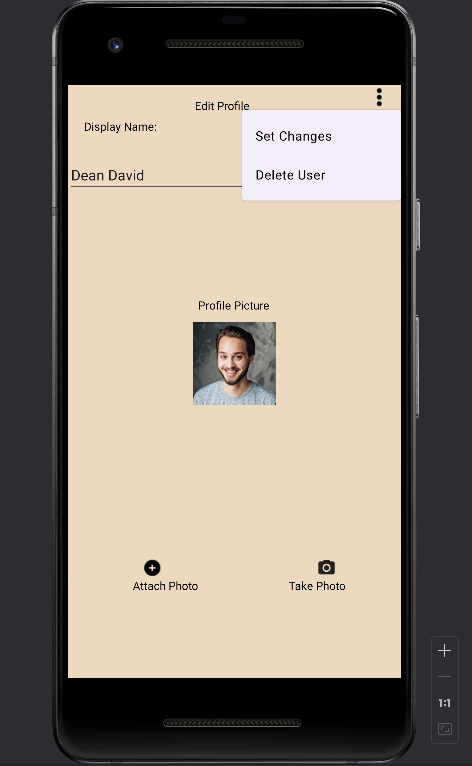 Edit Profile
Display Name:
Set Changes
Dean David
Delete User
Profile Picture
Attach Photo
Take Photo
1:1